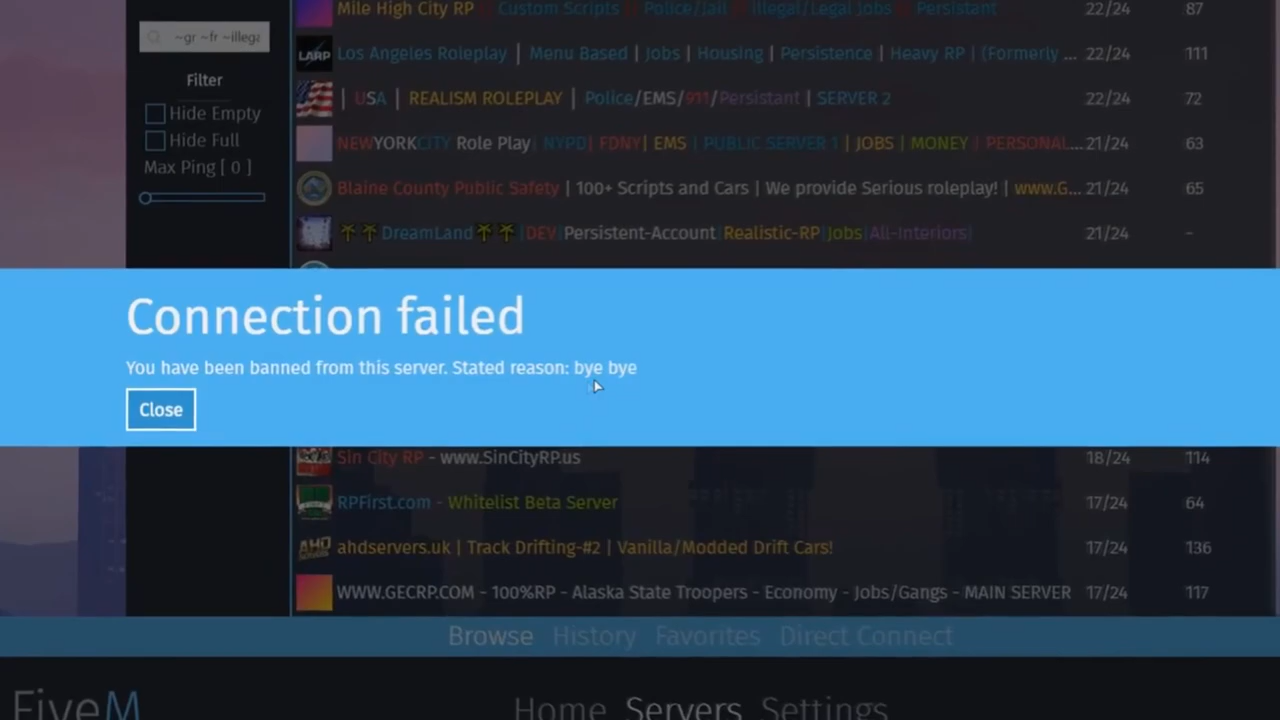 Mile High City RP | Custom Scripts | Police/Jail | Illegal/Legal Jobs | Persistant 22/24 87
~gr ~fr ~illega
LARP Los Angeles Roleplay | Menu Based | Jobs | Housing | Persistence | Heavy RP | (Formerly ... 22/24 111
Filter
| USA | REALISM ROLEPLAY | Police/EMS/911/Persistant | SERVER 2 22/24 72
Hide Empty
Hide Full
NEWYORKCITY Role Play| NYPD| FDNY| EMS | PUBLIC SERVER 1 | JOBS | MONEY | PERSONAL... 21/24 63
Max Ping [ 0 ]
Blaine County Public Safety | 100+ Scripts and Cars | We provide Serious roleplay! | www.G... 21/24 65
🌴🌴DreamLand🌴🌴|DEV|Persistent-Account|Realistic-RP|Jobs|All-Interiors| 21/24 -
Connection failed
You have been banned from this server. Stated reason: bye bye
Close
Sin City RP - www.SinCityRP.us 18/24 114
RPFirst.com - Whitelist Beta Server 17/24 64
ahdservers.uk | Track Drifting-#2 | Vanilla/Modded Drift Cars! 17/24 136
WWW.GECRP.COM - 100%RP - Alaska State Troopers - Economy - Jobs/Gangs - MAIN SERVER 17/24 117
Browse History Favorites Direct Connect
FiveM Home Servers Settings